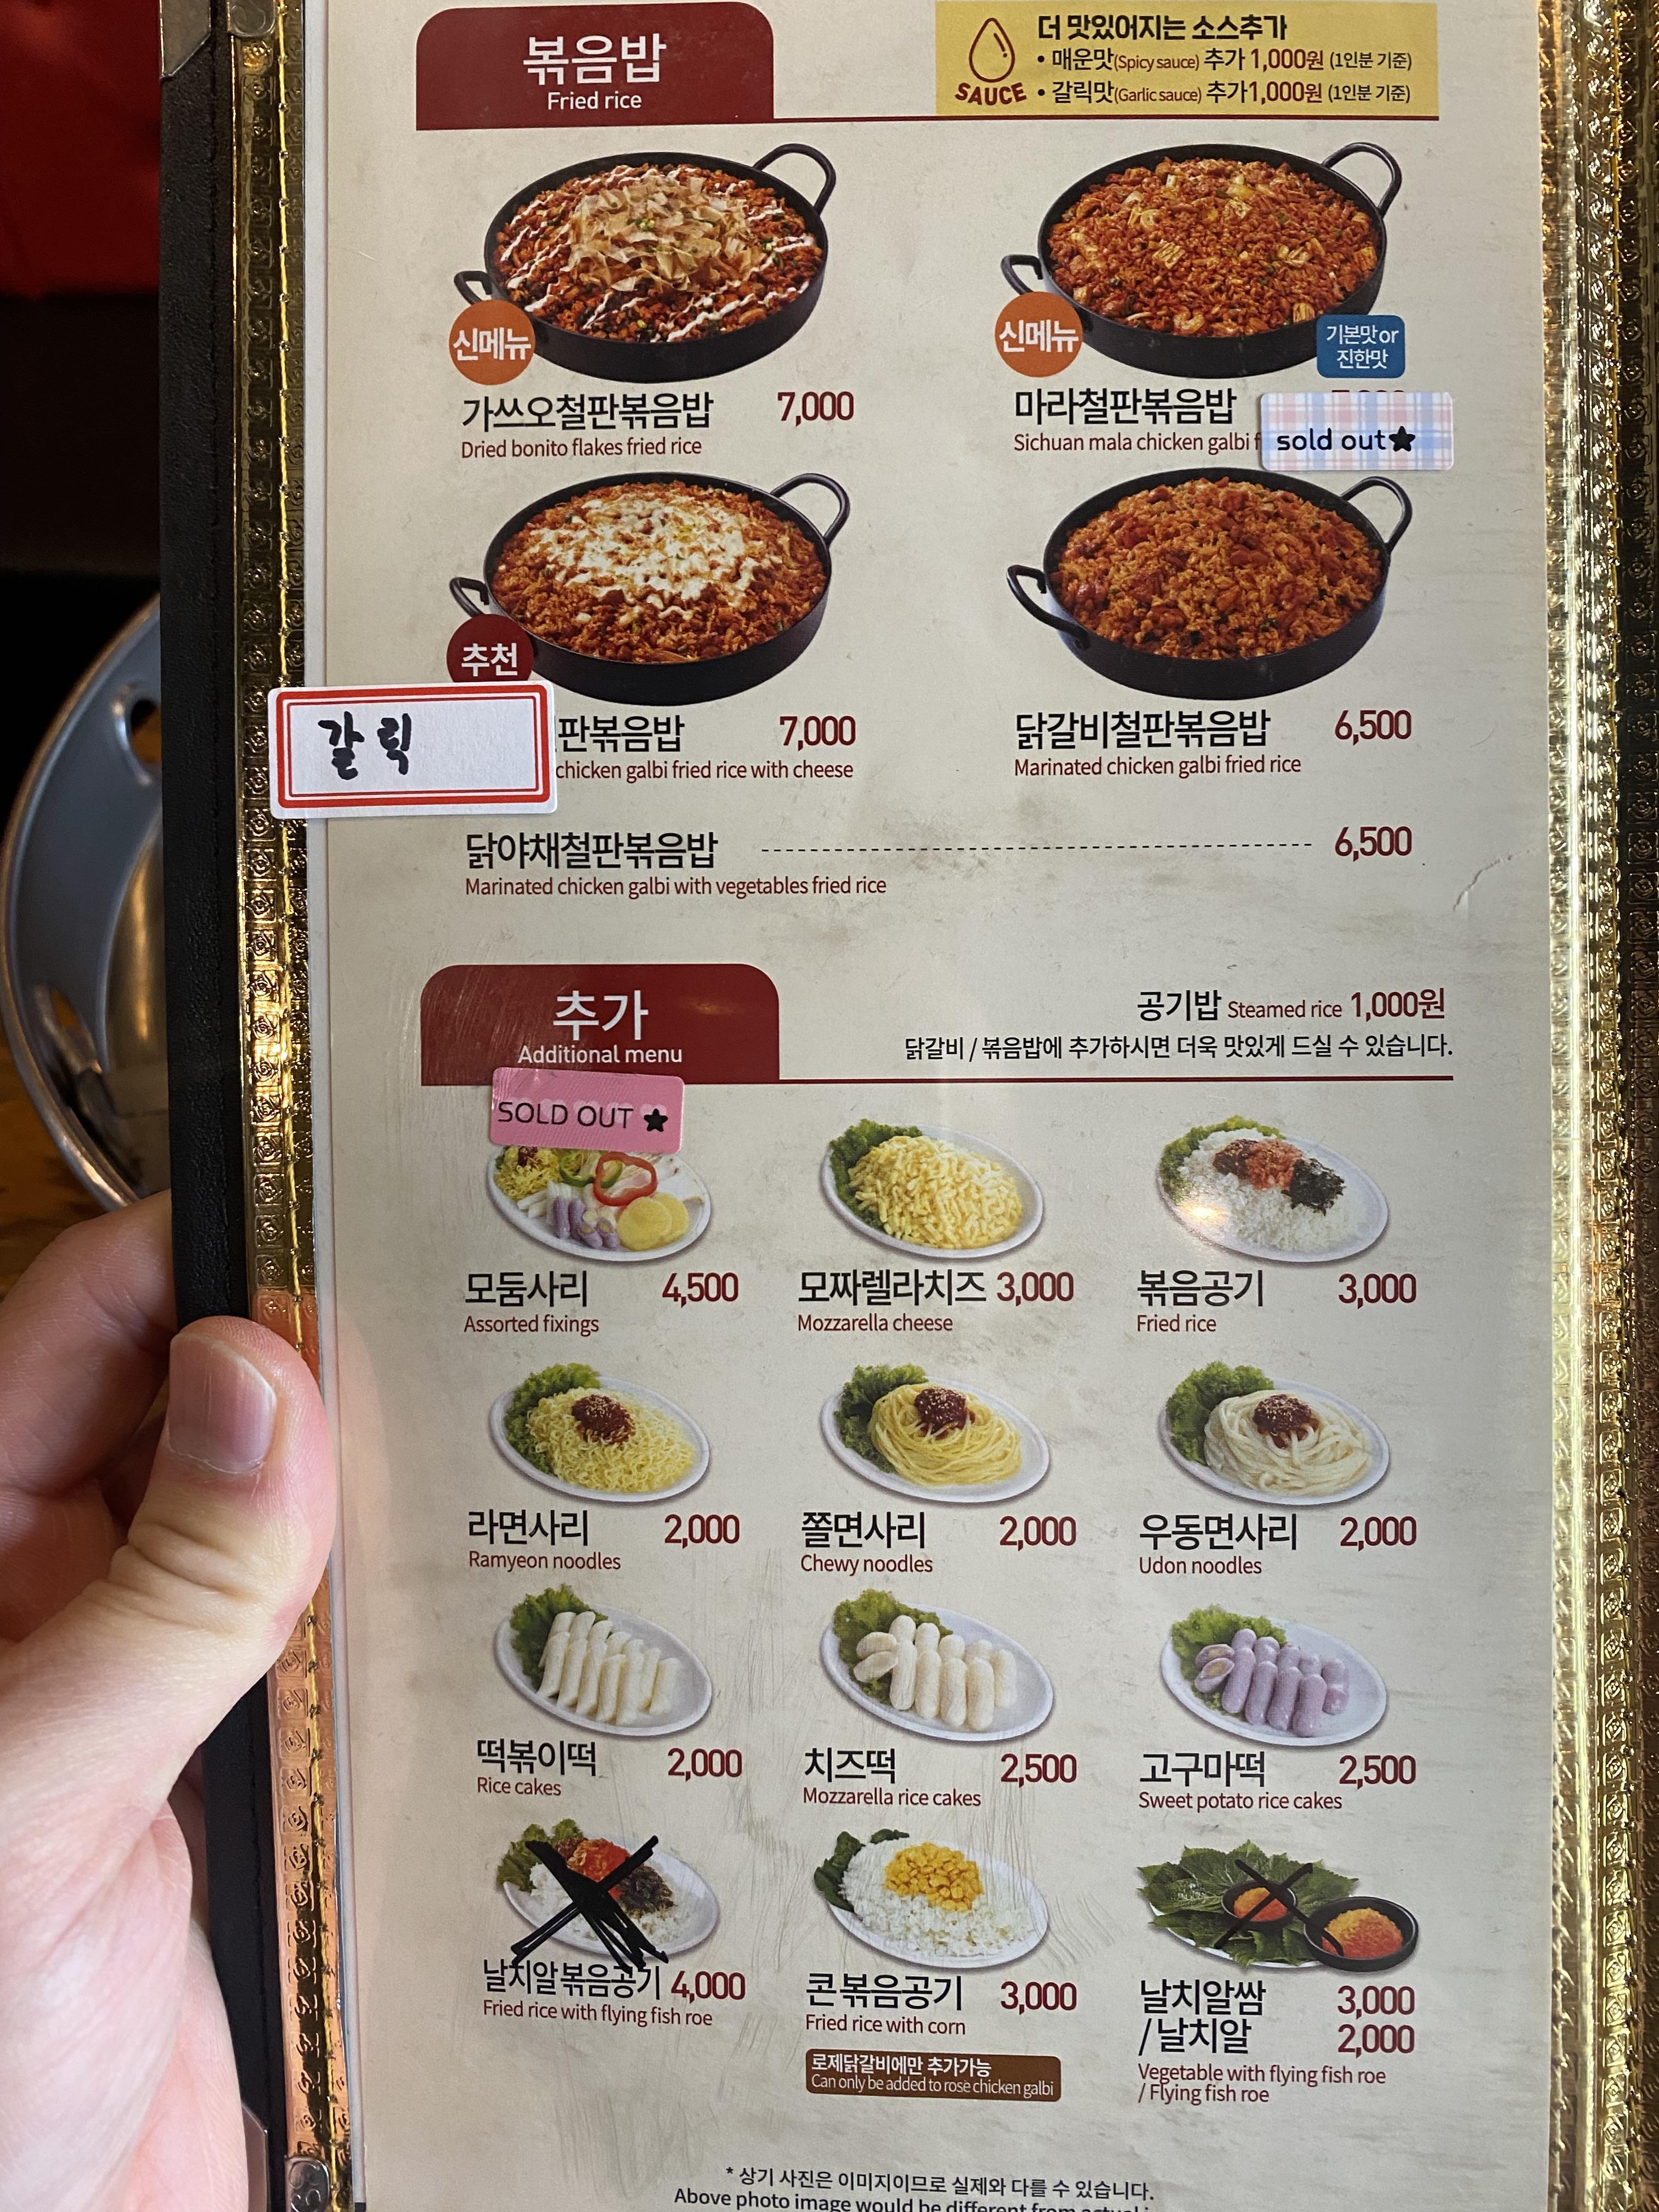 볶음밥
Fried rice
SAUCE
더 맛있어지는 소스추가
• 매운맛(Spicy sauce) 추가 1,000원 (1인분 기준)
• 갈릭맛(Garlic sauce) 추가1,000원 (1인분 기준)
신메뉴
가쓰오철판볶음밥 7,000
Dried bonito flakes fried rice
신메뉴
기본맛or
진한맛
마라철판볶음밥
Sichuan mala chicken galbi f
sold out★
추천
갈릭
판볶음밥 7,000
chicken galbi fried rice with cheese
닭갈비철판볶음밥 6,500
Marinated chicken galbi fried rice
닭야채철판볶음밥 6,500
Marinated chicken galbi with vegetables fried rice
추가
Additional menu
공기밥 Steamed rice 1,000원
닭갈비 / 볶음밥에 추가하시면 더욱 맛있게 드실 수 있습니다.
SOLD OUT ★
모둠사리 4,500
Assorted fixings
모짜렐라치즈 3,000
Mozzarella cheese
볶음공기 3,000
Fried rice
라면사리 2,000
Ramyeon noodles
쫄면사리 2,000
Chewy noodles
우동면사리 2,000
Udon noodles
떡볶이떡 2,000
Rice cakes
치즈떡 2,500
Mozzarella rice cakes
고구마떡 2,500
Sweet potato rice cakes
날치알볶음공기 4,000
Fried rice with flying fish roe
콘볶음공기 3,000
Fried rice with corn
로제닭갈비에만 추가가능
Can only be added to rose chicken galbi
날치알쌈 3,000
/ 날치알 2,000
Vegetable with flying fish roe
/ Flying fish roe
* 상기 사진은 이미지이므로 실제와 다를 수 있습니다.
Above photo image would be different from actual